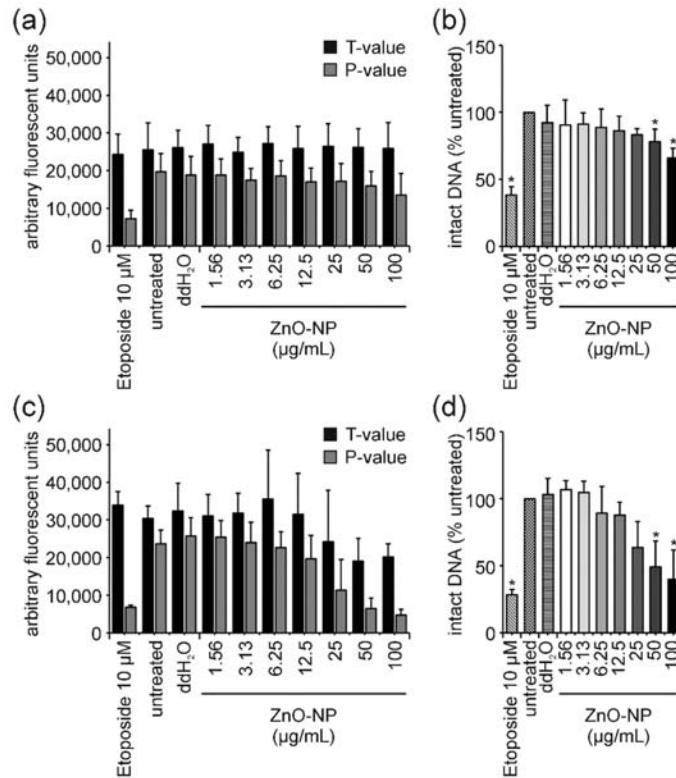 (a)
arbitrary fluorescent units
50,000
40,000
30,000
20,000
10,000
0
T-value
P-value
Etoposide 10 µM
untreated
ddH₂O
1.56
3.13
6.25
12.5
25
50
100
ZnO-NP
(µg/mL)
(b)
intact DNA (% untreated)
150
100
50
0
*
*
*
Etoposide 10 µM
untreated
ddH₂O
1.56
3.13
6.25
12.5
25
50
100
ZnO-NP
(µg/mL)
(c)
arbitrary fluorescent units
50,000
40,000
30,000
20,000
10,000
0
T-value
P-value
Etoposide 10 µM
untreated
ddH₂O
1.56
3.13
6.25
12.5
25
50
100
ZnO-NP
(µg/mL)
(d)
intact DNA (% untreated)
150
100
50
0
*
*
*
Etoposide 10 µM
untreated
ddH₂O
1.56
3.13
6.25
12.5
25
50
100
ZnO-NP
(µg/mL)